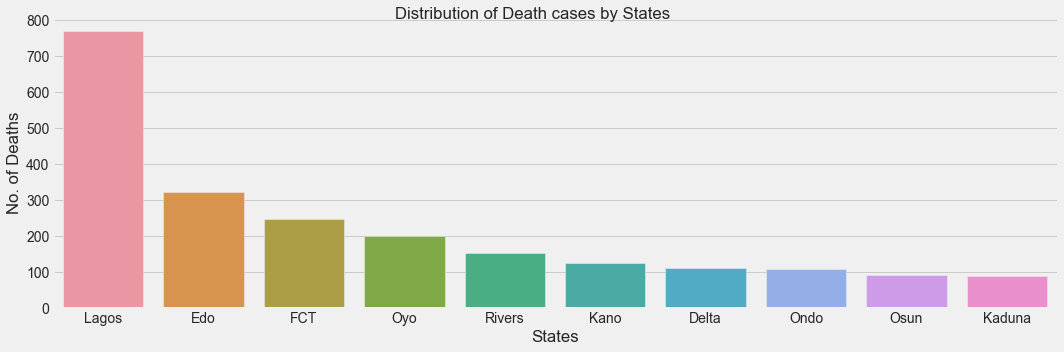 Distribution of Death cases by States
No. of Deaths
800
700
600
500
400
300
200
100
0
Lagos Edo FCT Oyo Rivers Kano Delta Ondo Osun Kaduna
States